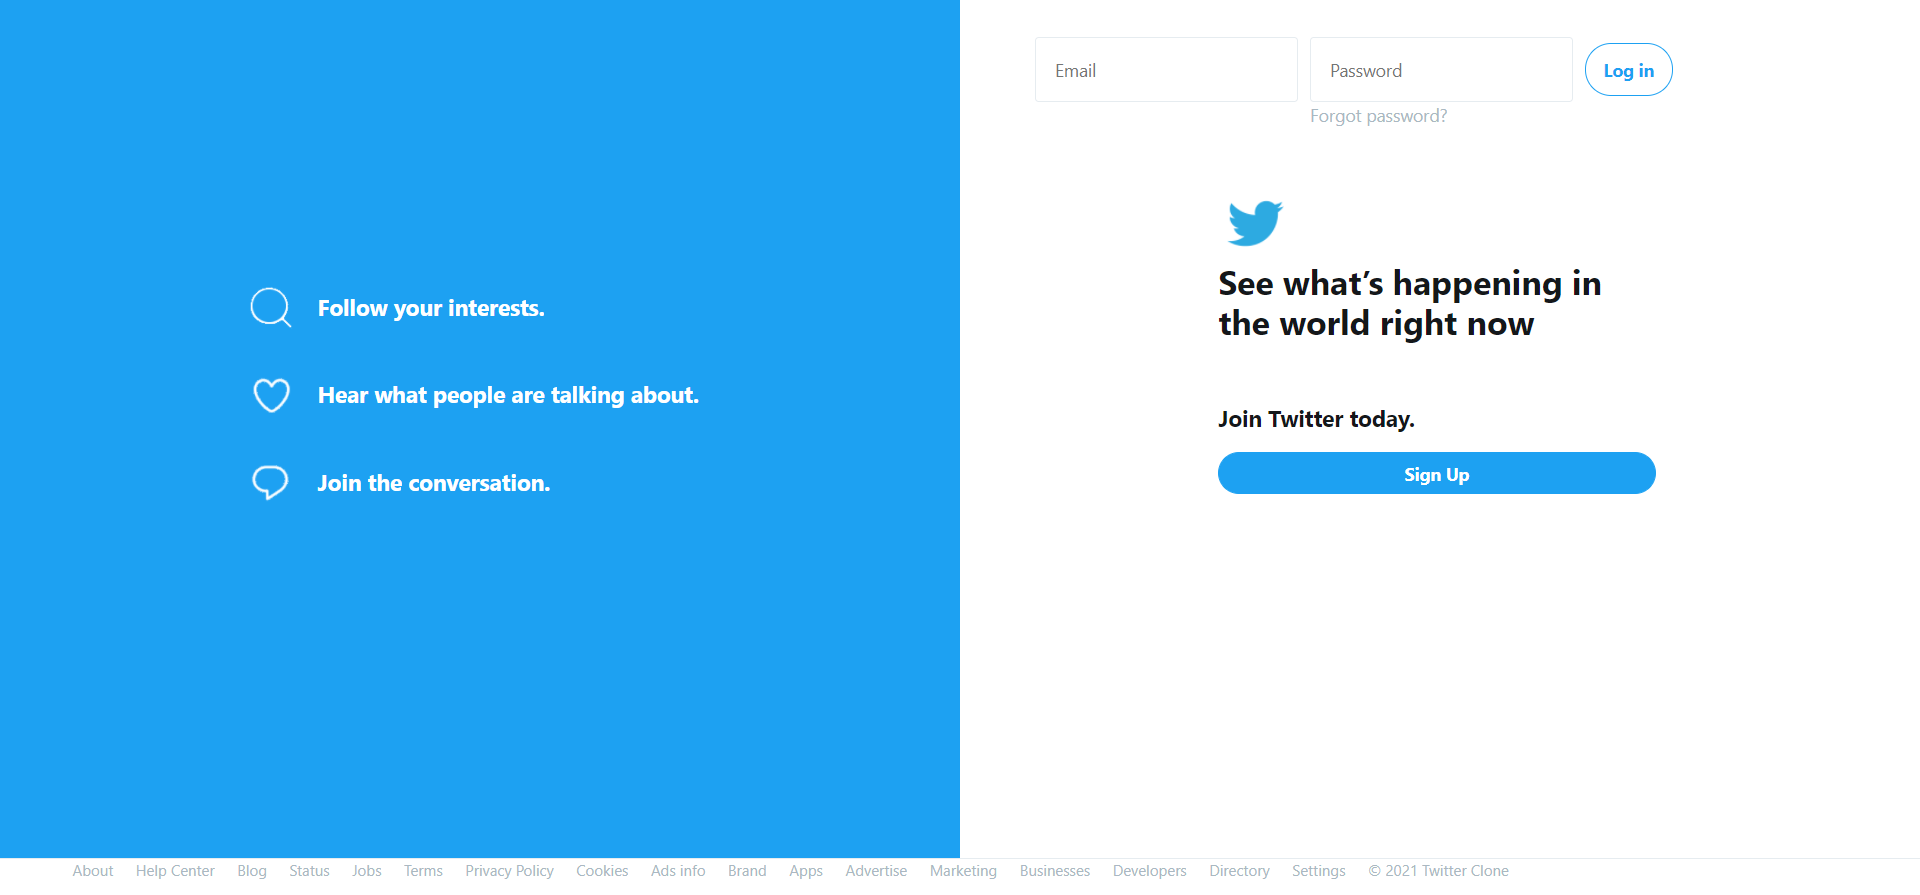 Email
Password
Log in
Forgot password?
Follow your interests.
Hear what people are talking about.
Join the conversation.
See what’s happening in
the world right now
Join Twitter today.
Sign Up
About Help Center Blog Status Jobs Terms Privacy Policy Cookies Ads info Brand Apps Advertise Marketing Businesses Developers Directory Settings © 2021 Twitter Clone